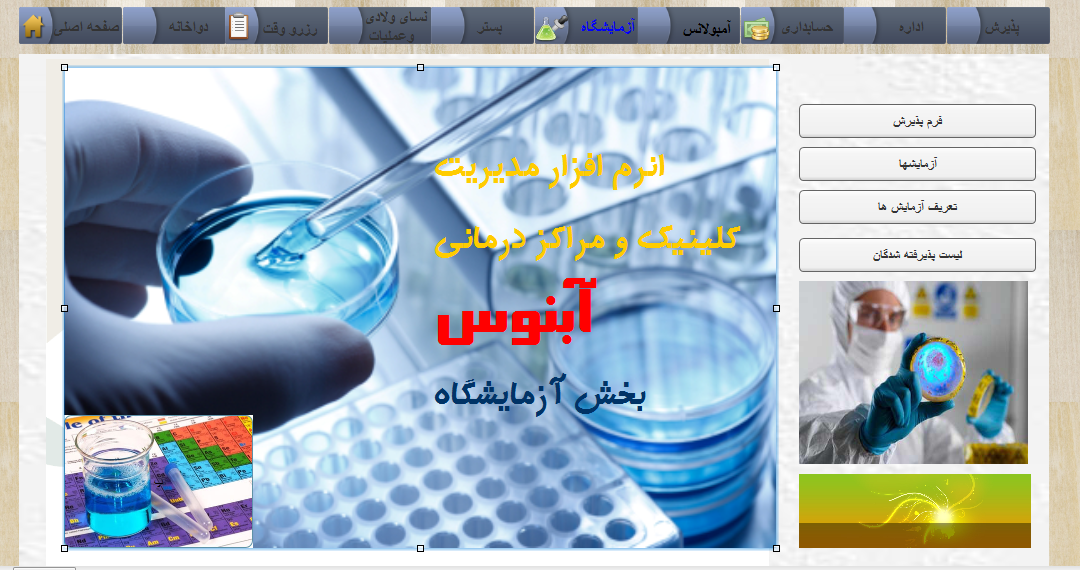 پذیرش
اداره
حسابداری
آمبولانس
آزمایشگاه
بستر
نسای ولادی
وعملیات
رزرو وقت
دواخانه
صفحه اصلی
انرم افزار مدیریت
کلینیک و مراکز درمانی
آبنوس
بخش آزمایشگاه
فرم پذیرش
آزمایشها
تعریف آزمایش ها
لیست پذیرفته شدگان